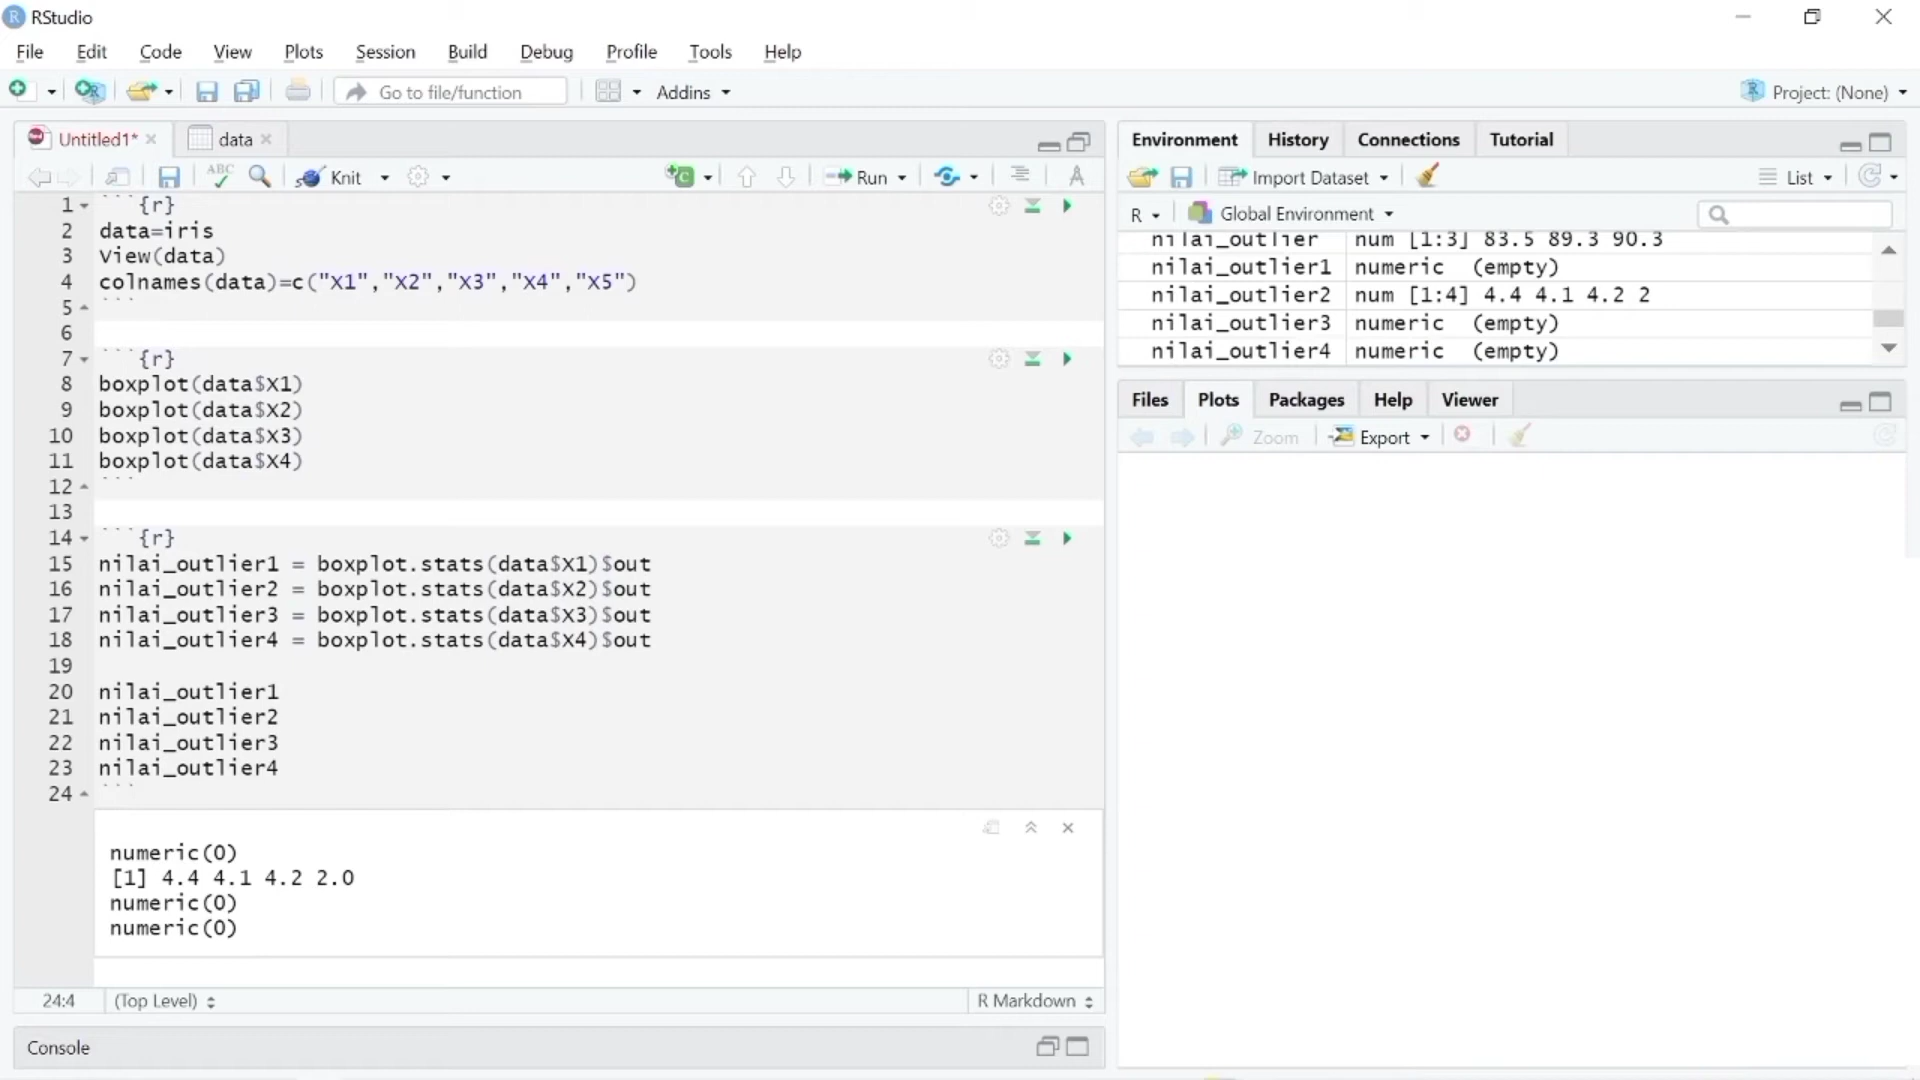 RStudio
File Edit Code View Plots Session Build Debug Profile Tools Help
Go to file/function Addins Project: (None)
Untitled1* data
ABC Knit Run
1 ```{r}
2 data=iris
3 View(data)
4 colnames(data)=c("X1","X2","X3","X4","X5")
5 ```
6
7 ```{r}
8 boxplot(data$X1)
9 boxplot(data$X2)
10 boxplot(data$X3)
11 boxplot(data$X4)
12 ```
13
14 ```{r}
15 nilai_outlier1 = boxplot.stats(data$X1)$out
16 nilai_outlier2 = boxplot.stats(data$X2)$out
17 nilai_outlier3 = boxplot.stats(data$X3)$out
18 nilai_outlier4 = boxplot.stats(data$X4)$out
19
20 nilai_outlier1
21 nilai_outlier2
22 nilai_outlier3
23 nilai_outlier4
24 ```
numeric(0)
[1] 4.4 4.1 4.2 2.0
numeric(0)
numeric(0)
24:4 (Top Level) R Markdown
Console
Environment History Connections Tutorial
Import Dataset List
R Global Environment
nilai_outlier num [1:3] 83.5 89.3 90.3
nilai_outlier1 numeric (empty)
nilai_outlier2 num [1:4] 4.4 4.1 4.2 2
nilai_outlier3 numeric (empty)
nilai_outlier4 numeric (empty)
Files Plots Packages Help Viewer
Zoom Export